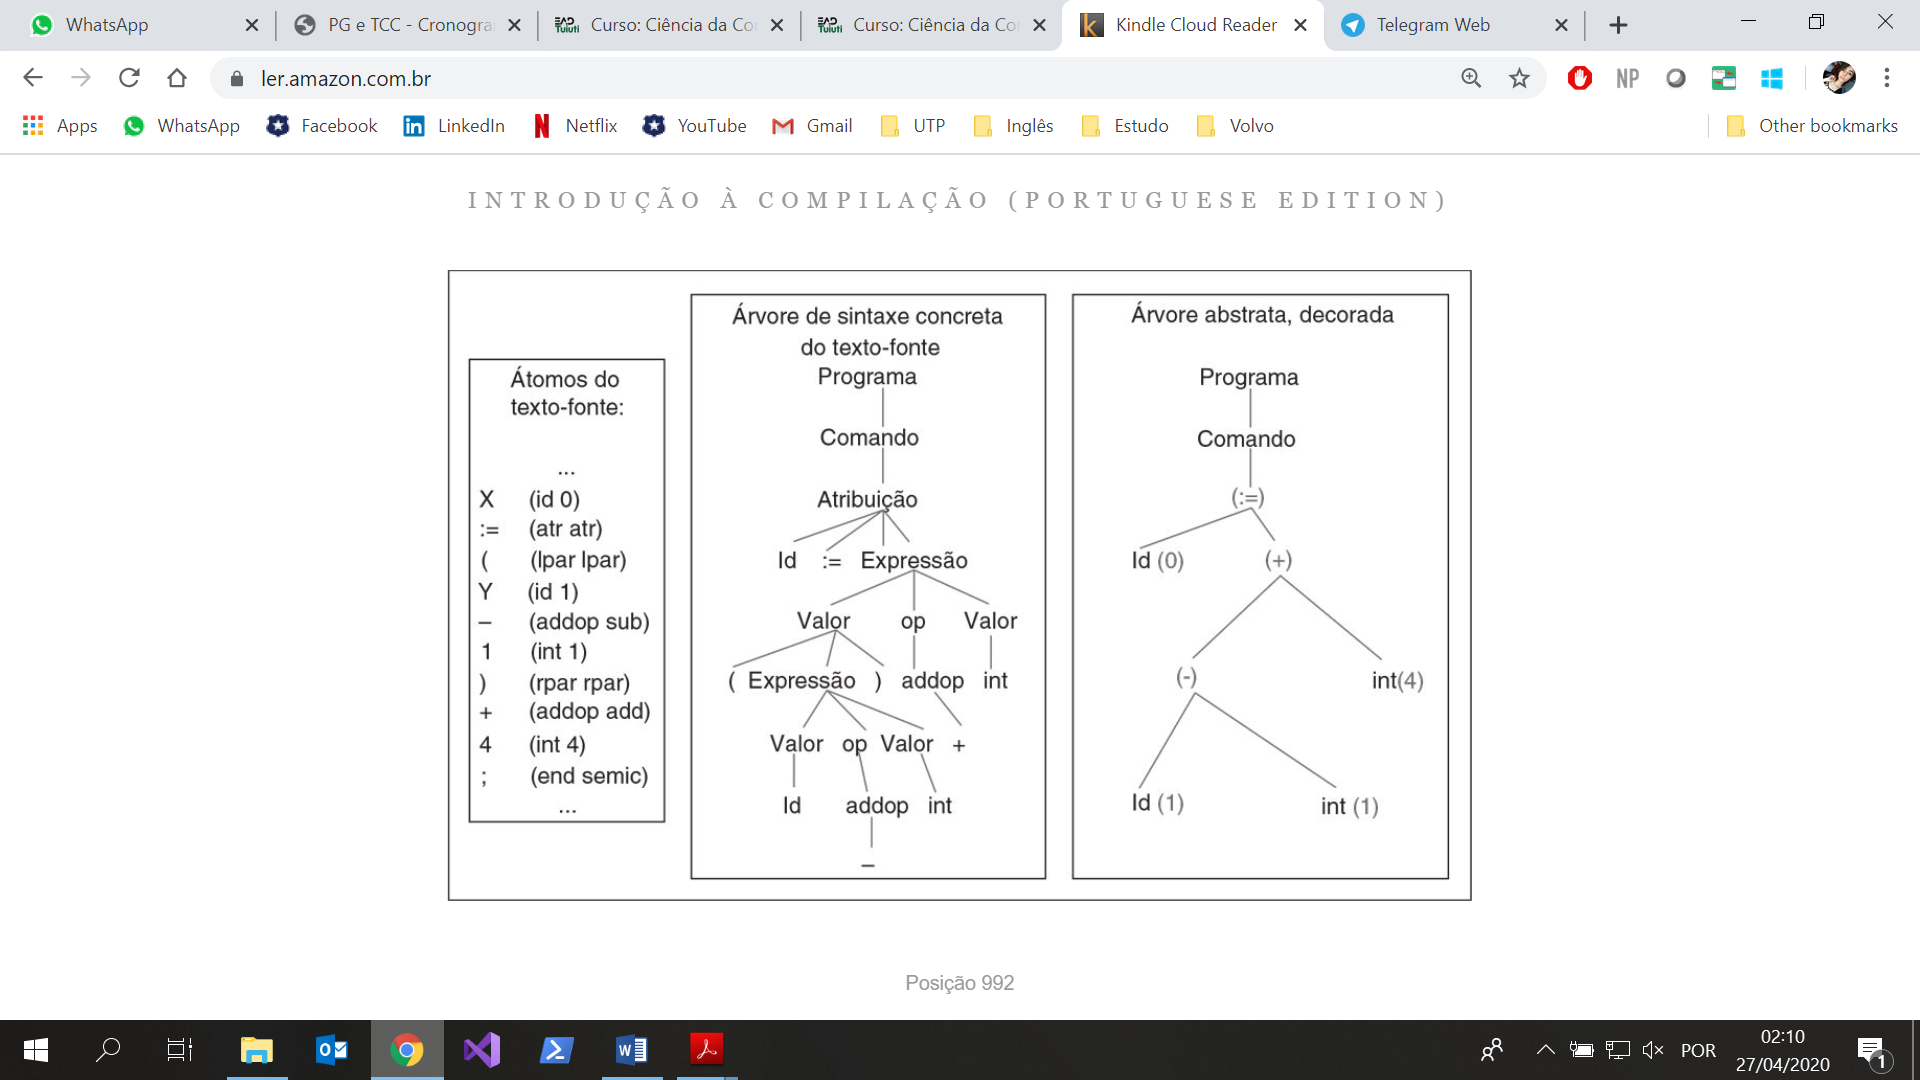 WhatsApp
PG e TCC - Cronogra
Curso: Ciência da Co
Curso: Ciência da Co
Kindle Cloud Reader
Telegram Web
ler.amazon.com.br
NP
Apps
WhatsApp
Facebook
LinkedIn
Netflix
YouTube
Gmail
UTP
Inglês
Estudo
Volvo
Other bookmarks
INTRODUÇÃO À COMPILAÇÃO (PORTUGUESE EDITION)
Átomos do
texto-fonte:
...
X (id 0)
:= (atr atr)
( (lpar lpar)
Y (id 1)
– (addop sub)
1 (int 1)
) (rpar rpar)
+ (addop add)
4 (int 4)
; (end semic)
...
Árvore de sintaxe concreta
do texto-fonte
Programa
Comando
Atribuição
Id := Expressão
Valor op Valor
( Expressão ) addop int
Valor op Valor +
Id addop int
–
Árvore abstrata, decorada
Programa
Comando
(:=)
Id (0) (+)
(-) int(4)
Id (1) int (1)
Posição 992
POR
02:10
27/04/2020
1